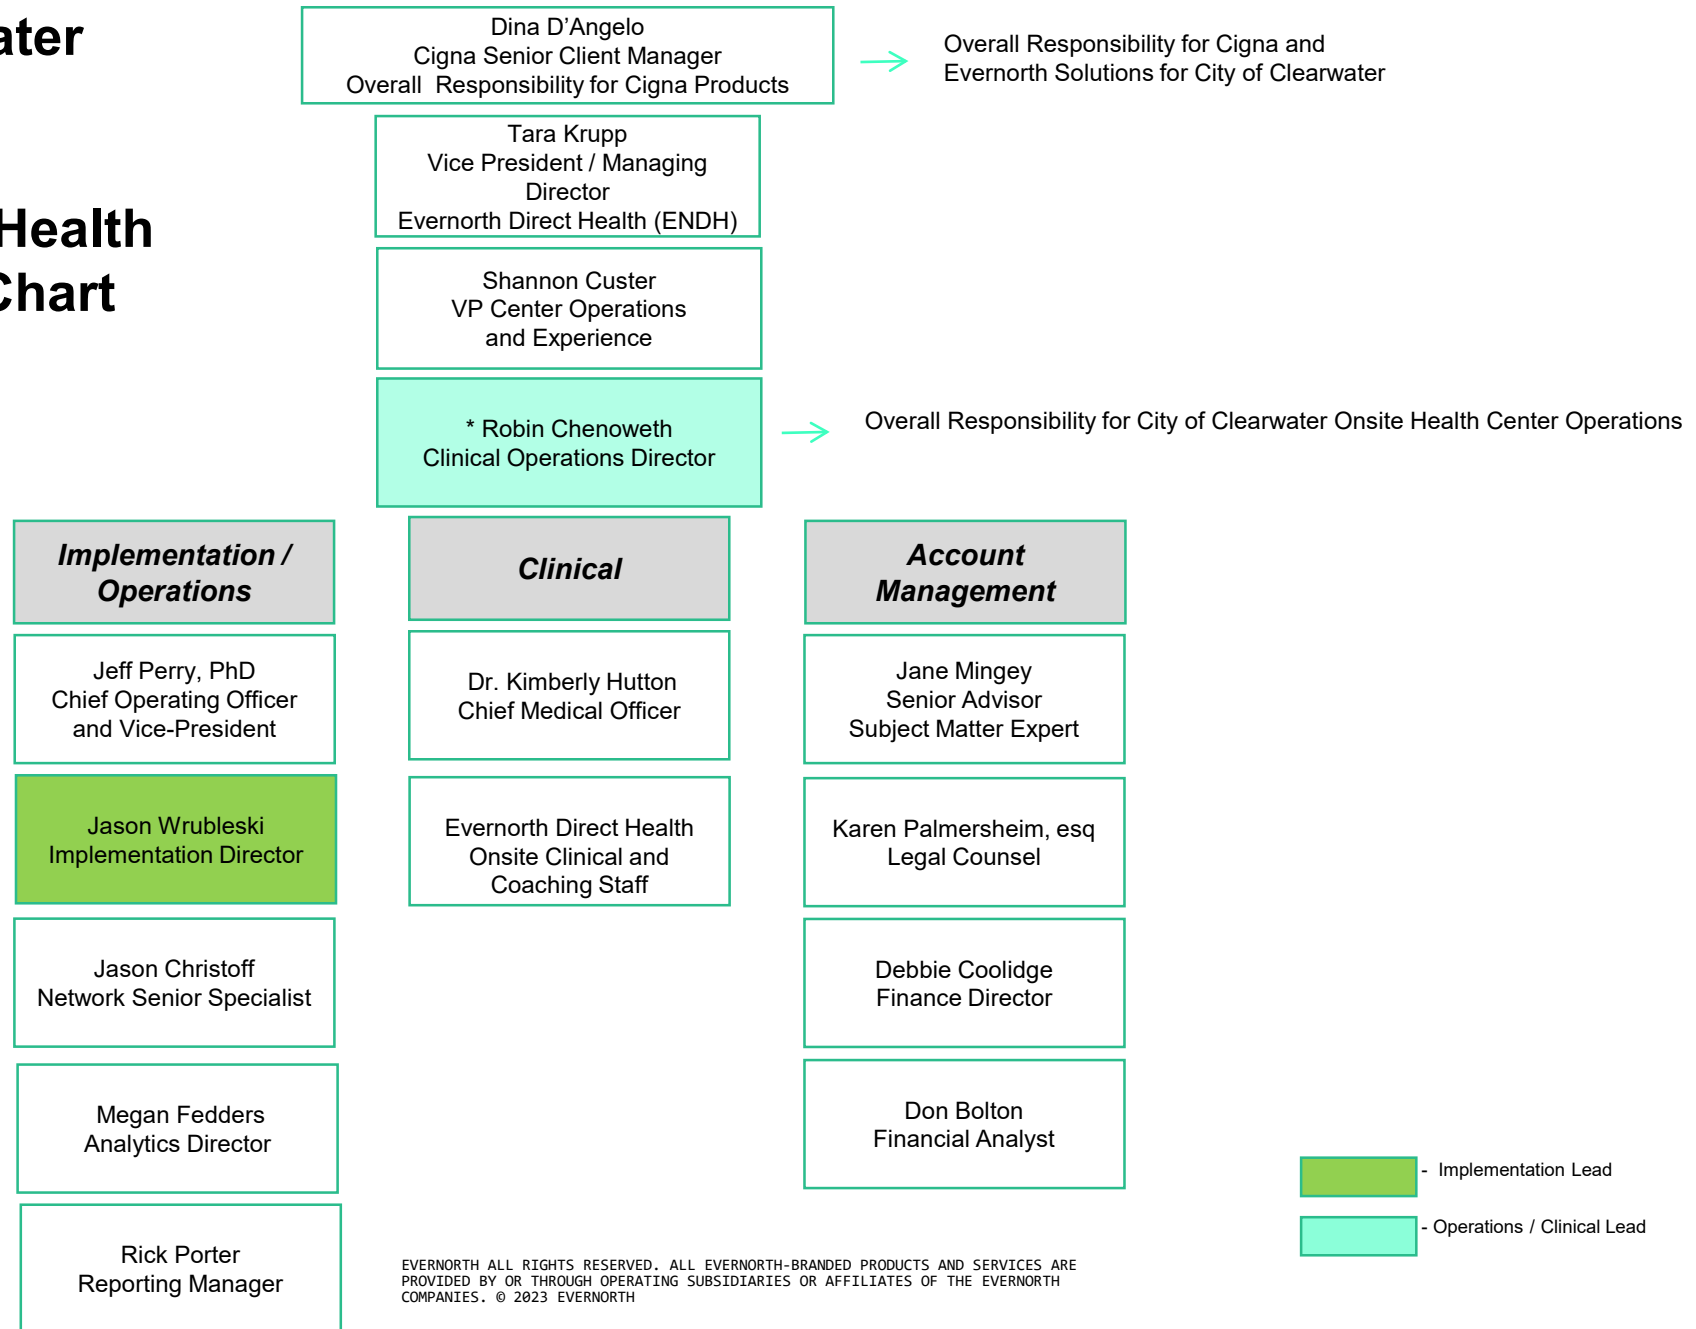 ater
Health
Chart
Dina D’Angelo
Cigna Senior Client Manager
Overall Responsibility for Cigna Products
Overall Responsibility for Cigna and
Evernorth Solutions for City of Clearwater
Tara Krupp
Vice President / Managing
Director
Evernorth Direct Health (ENDH)
Shannon Custer
VP Center Operations
and Experience
* Robin Chenoweth
Clinical Operations Director
Overall Responsibility for City of Clearwater Onsite Health Center Operations
Implementation /
Operations
Jeff Perry, PhD
Chief Operating Officer
and Vice-President
Jason Wrubleski
Implementation Director
Jason Christoff
Network Senior Specialist
Megan Fedders
Analytics Director
Rick Porter
Reporting Manager
Clinical
Dr. Kimberly Hutton
Chief Medical Officer
Evernorth Direct Health
Onsite Clinical and
Coaching Staff
Account
Management
Jane Mingey
Senior Advisor
Subject Matter Expert
Karen Palmersheim, esq
Legal Counsel
Debbie Coolidge
Finance Director
Don Bolton
Financial Analyst
- Implementation Lead
- Operations / Clinical Lead
EVERNORTH ALL RIGHTS RESERVED. ALL EVERNORTH-BRANDED PRODUCTS AND SERVICES ARE
PROVIDED BY OR THROUGH OPERATING SUBSIDIARIES OR AFFILIATES OF THE EVERNORTH
COMPANIES. © 2023 EVERNORTH